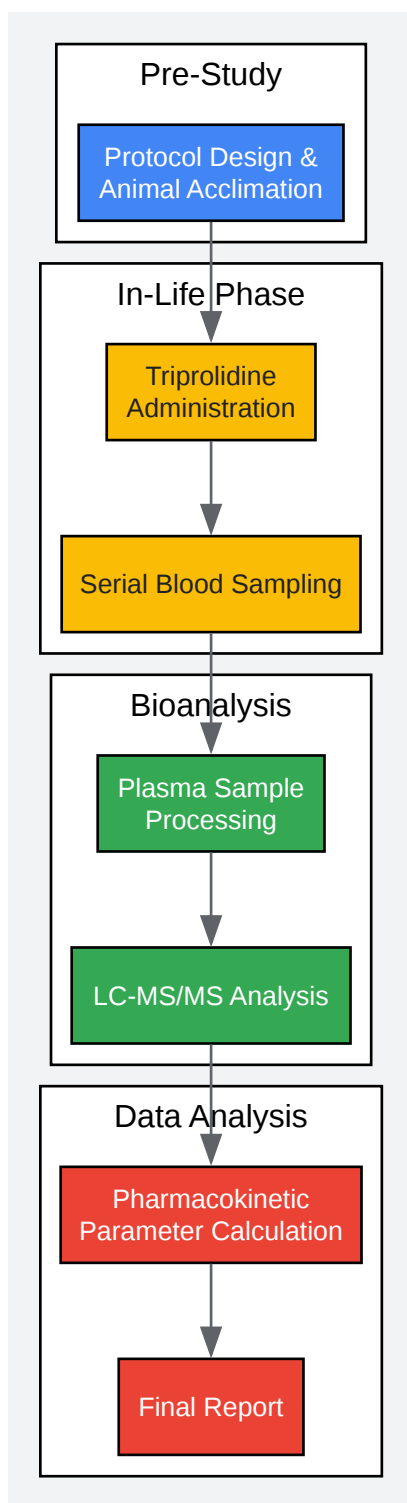 Pre-Study
Protocol Design &
Animal Acclimation
In-Life Phase
Triprolidine
Administration
Serial Blood Sampling
Bioanalysis
Plasma Sample
Processing
LC-MS/MS Analysis
Data Analysis
Pharmacokinetic
Parameter Calculation
Final Report